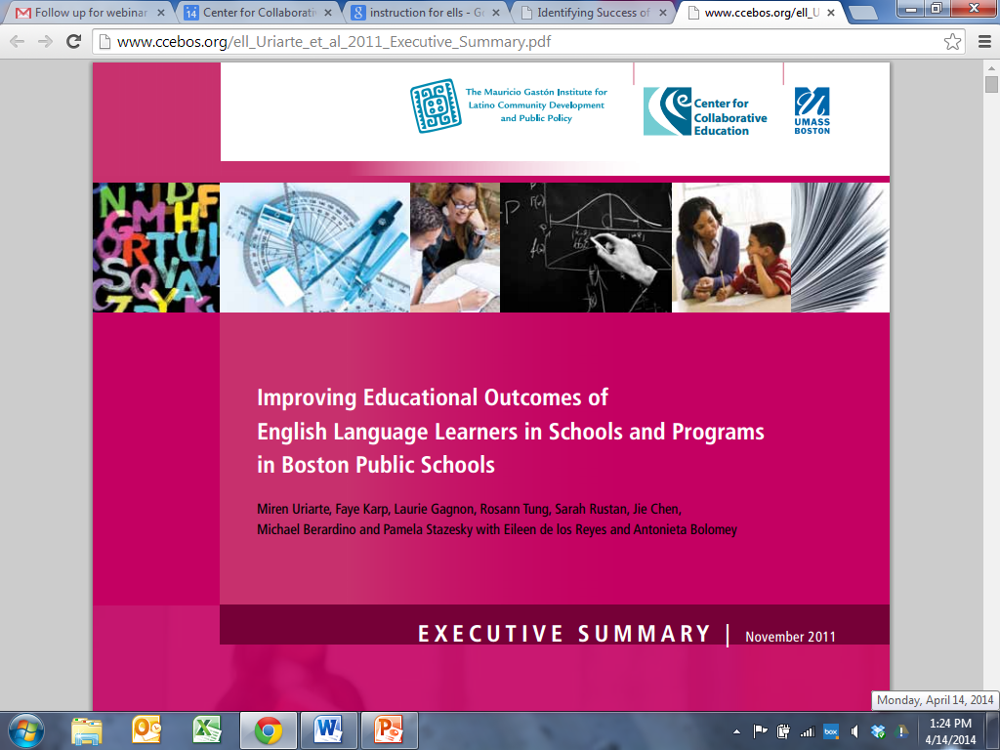 Follow up for webinar
Center for Collaborati
instruction for ells - Go
Identifying Success of
www.ccebos.org/ell_U
www.ccebos.org/ell_Uriarte_et_al_2011_Executive_Summary.pdf
The Mauricio Gastón Institute for
Latino Community Development
and Public Policy
Center for
Collaborative
Education
UMASS
BOSTON
Improving Educational Outcomes of
English Language Learners in Schools and Programs
in Boston Public Schools
Miren Uriarte, Faye Karp, Laurie Gagnon, Rosann Tung, Sarah Rustan, Jie Chen,
Michael Berardino and Pamela Stazesky with Eileen de los Reyes and Antonieta Bolomey
EXECUTIVE SUMMARY | November 2011
Monday, April 14, 2014
1:24 PM
4/14/2014